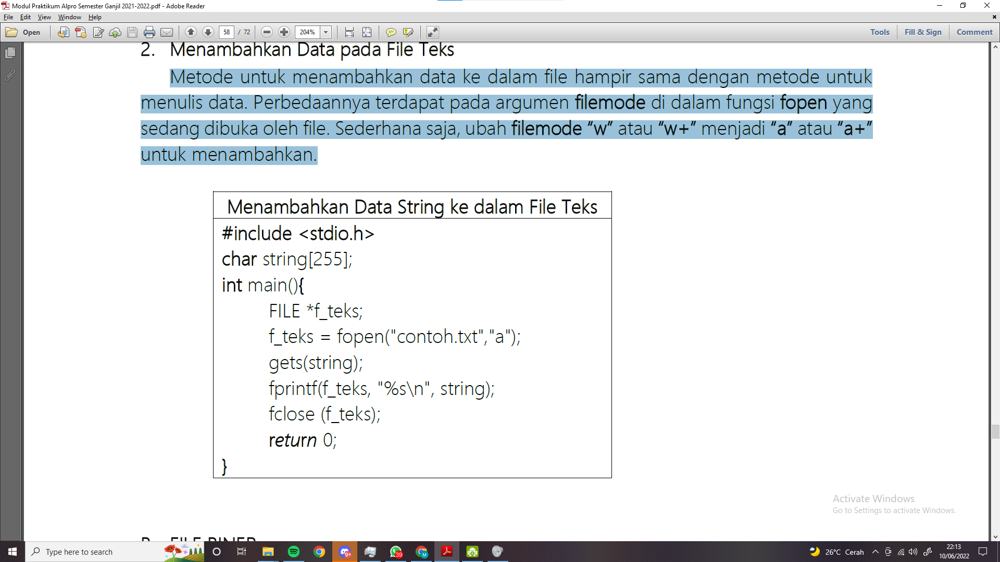 Modul Praktikum Alpro Semester Ganjil 2021-2022.pdf - Adobe Reader
File Edit View Window Help
Open 58 / 72 204% Tools Fill & Sign Comment
2. Menambahkan Data pada File Teks
Metode untuk menambahkan data ke dalam file hampir sama dengan metode untuk
menulis data. Perbedaannya terdapat pada argumen filemode di dalam fungsi fopen yang
sedang dibuka oleh file. Sederhana saja, ubah filemode “w” atau “w+” menjadi “a” atau “a+”
untuk menambahkan.
Menambahkan Data String ke dalam File Teks
#include <stdio.h>
char string[255];
int main(){
FILE *f_teks;
f_teks = fopen("contoh.txt","a");
gets(string);
fprintf(f_teks, "%s\n", string);
fclose (f_teks);
return 0;
}
Activate Windows
Go to Settings to activate Windows.
B. FILE BINER
Type here to search 9+ 39 M 26°C Cerah 22:13
10/06/2022